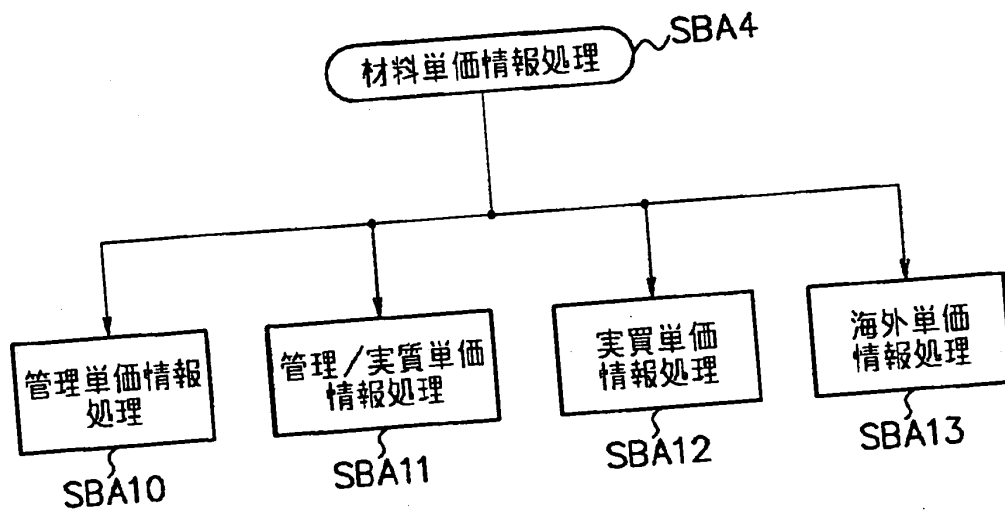 材料単価情報処理
SBA4
管理単価情報
処理
SBA10
管理/実質単価
情報処理
SBA11
実買単価
情報処理
SBA12
海外単価
情報処理
SBA13